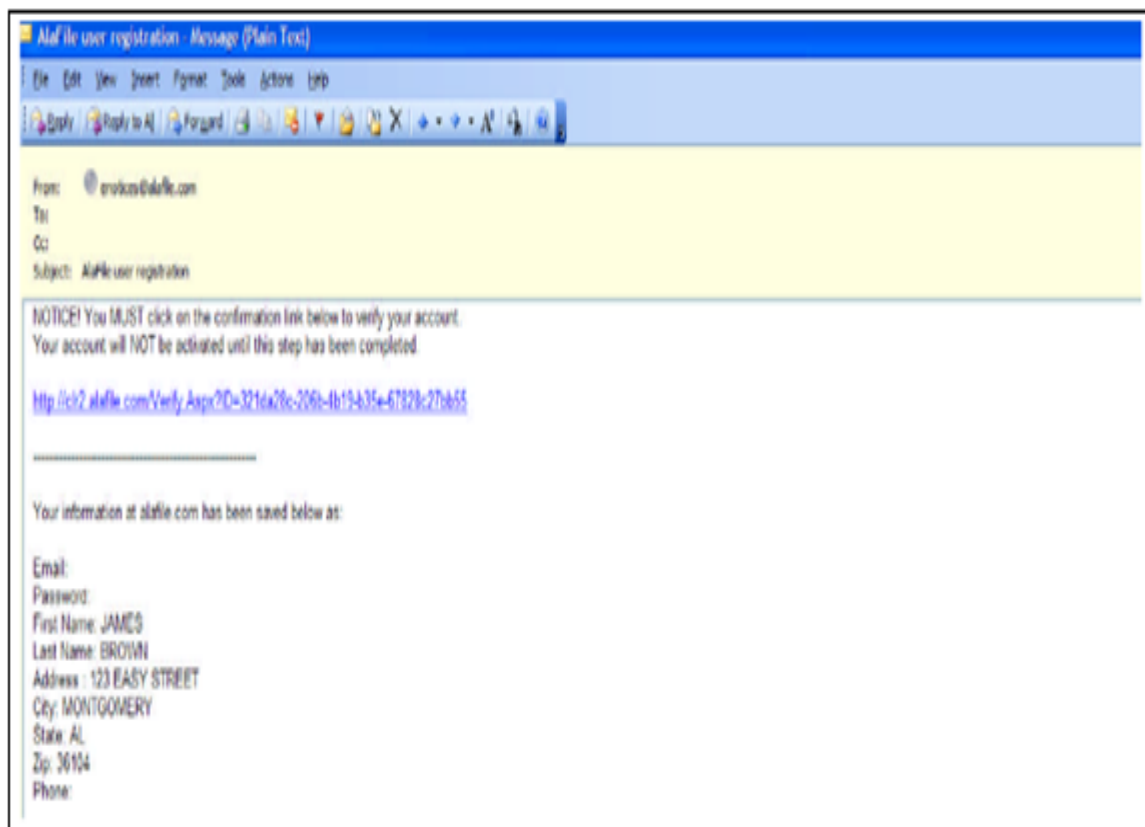 AlaFile user registration - Message (Plain Text)
File Edit View Insert Format Tools Actions Help
Reply Reply to All Forward
From: enotices@alafile.com
To:
Cc:
Subject: AlaFile user registration
NOTICE! You MUST click on the confirmation link below to verify your account.
Your account will NOT be activated until this step has been completed.
Your information at alafile.com has been saved below as:
Email:
Password:
First Name: JAMES
Last Name: BROWN
Address : 123 EASY STREET
City: MONTGOMERY
State: AL
Zip: 36104
Phone: